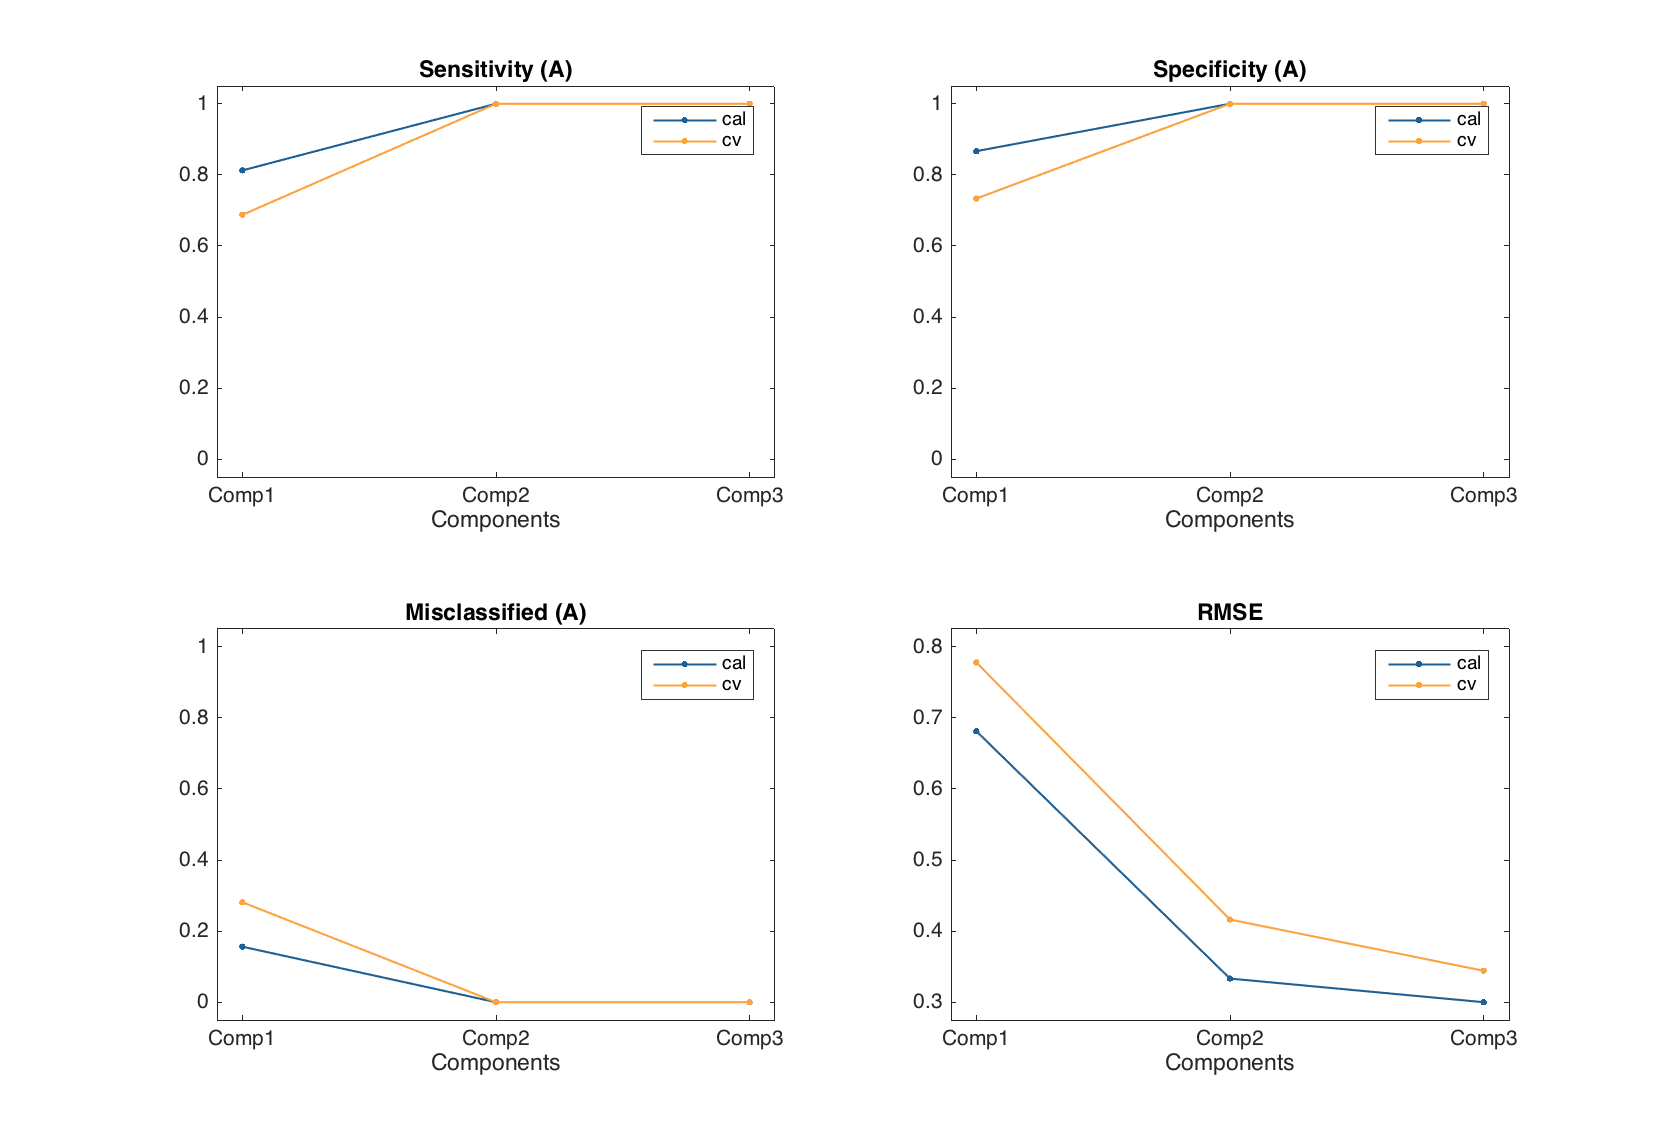 Sensitivity (A)
1
0.8
0.6
0.4
0.2
0
cal
cv
Comp1 Comp2 Comp3
Components
Specificity (A)
1
0.8
0.6
0.4
0.2
0
cal
cv
Comp1 Comp2 Comp3
Components
Misclassified (A)
1
0.8
0.6
0.4
0.2
0
cal
cv
Comp1 Comp2 Comp3
Components
RMSE
0.8
0.7
0.6
0.5
0.4
0.3
cal
cv
Comp1 Comp2 Comp3
Components